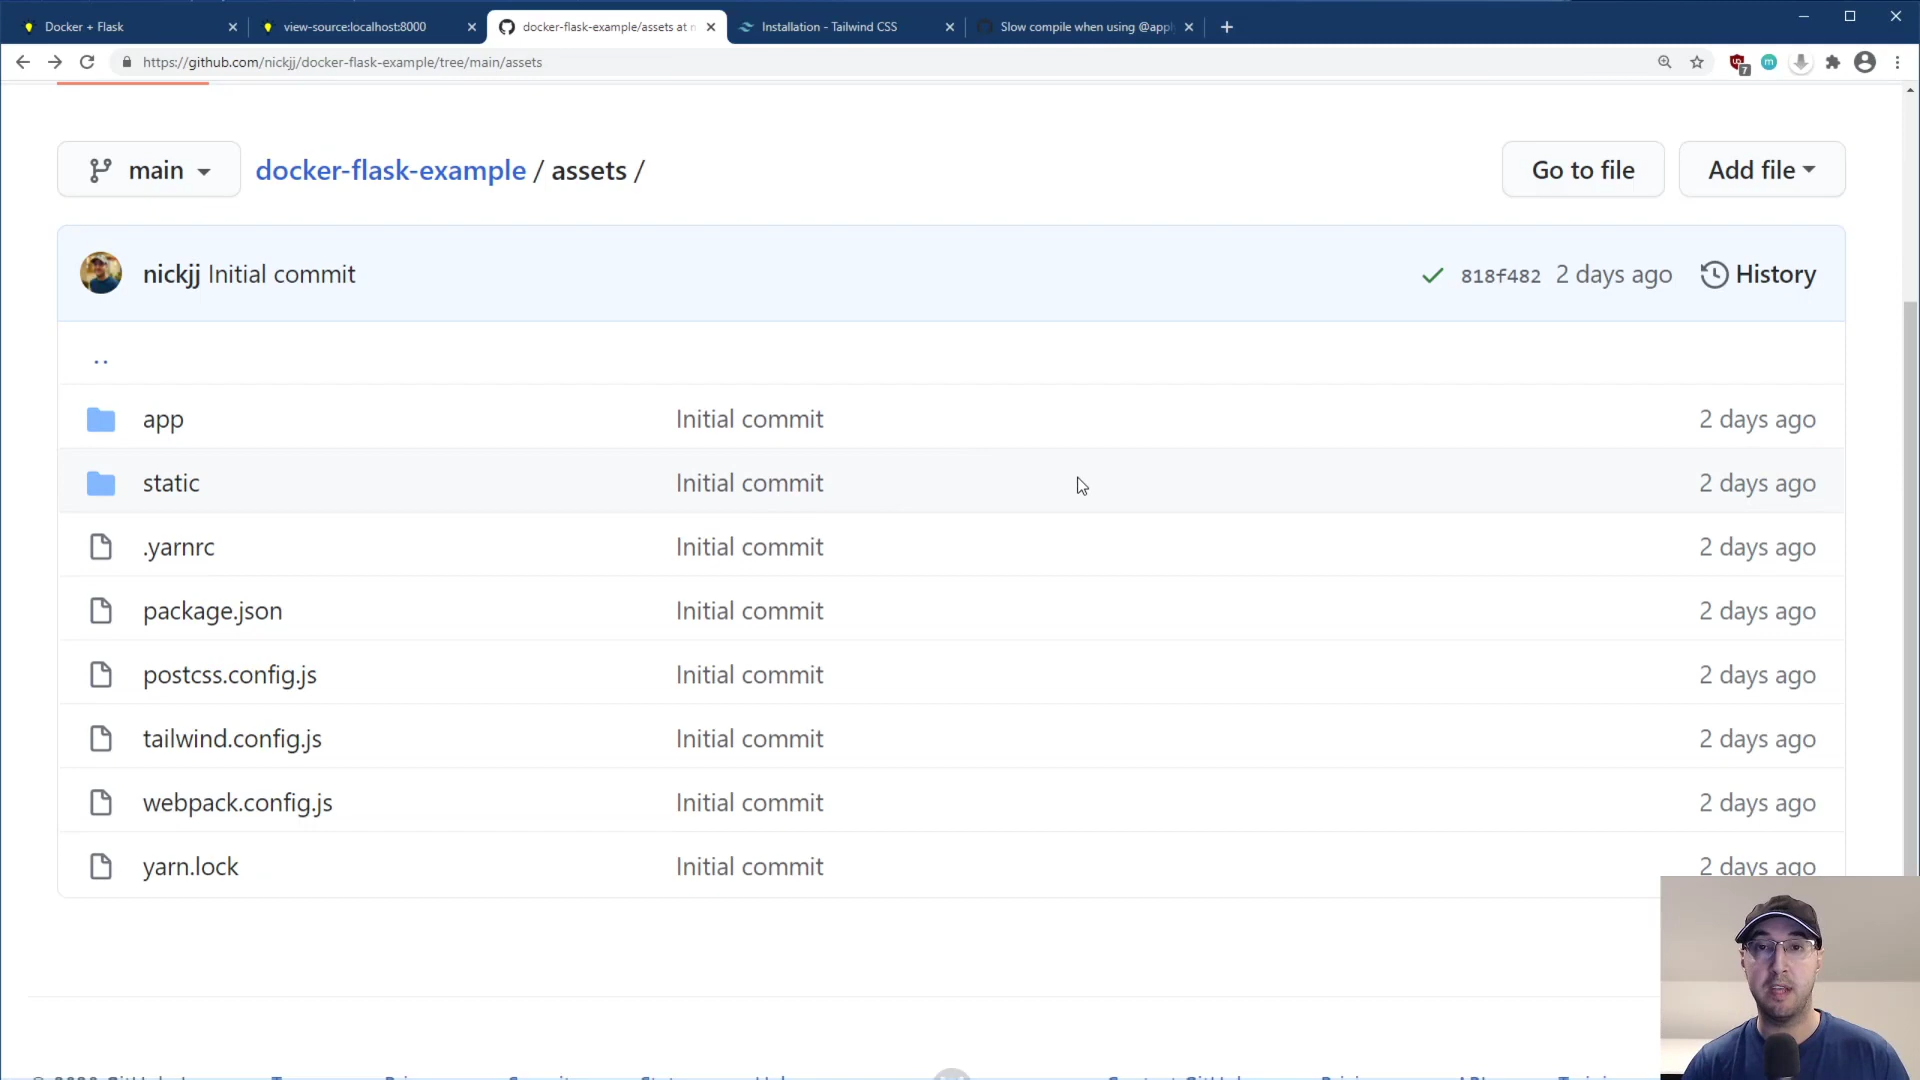 Docker + Flask
view-source:localhost:8000
docker-flask-example/assets at
Installation - Tailwind CSS
Slow compile when using @apply
https://github.com/nickjj/docker-flask-example/tree/main/assets
7
m
main
docker-flask-example / assets /
Go to file
Add file
nickjj Initial commit
818f482 2 days ago
History
..
app Initial commit 2 days ago
static Initial commit 2 days ago
.yarnrc Initial commit 2 days ago
package.json Initial commit 2 days ago
postcss.config.js Initial commit 2 days ago
tailwind.config.js Initial commit 2 days ago
webpack.config.js Initial commit 2 days ago
yarn.lock Initial commit 2 days ago